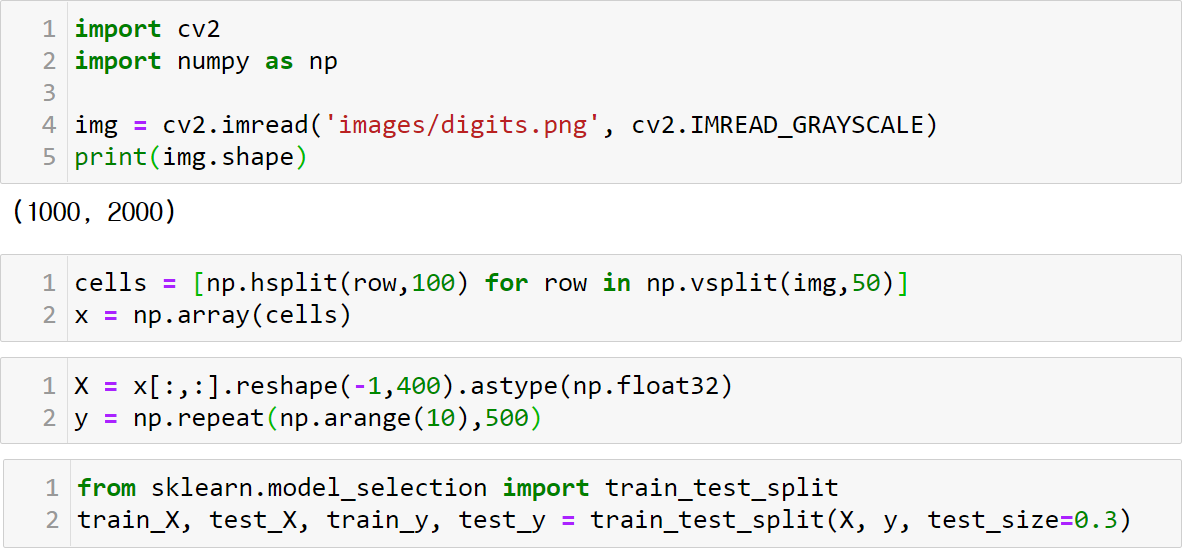 1 import cv2
2 import numpy as np
3
4 img = cv2.imread('images/digits.png', cv2.IMREAD_GRAYSCALE)
5 print(img.shape)
(1000, 2000)
1 cells = [np.hsplit(row,100) for row in np.vsplit(img,50)]
2 x = np.array(cells)
1 X = x[:,:].reshape(-1,400).astype(np.float32)
2 y = np.repeat(np.arange(10),500)
1 from sklearn.model_selection import train_test_split
2 train_X, test_X, train_y, test_y = train_test_split(X, y, test_size=0.3)